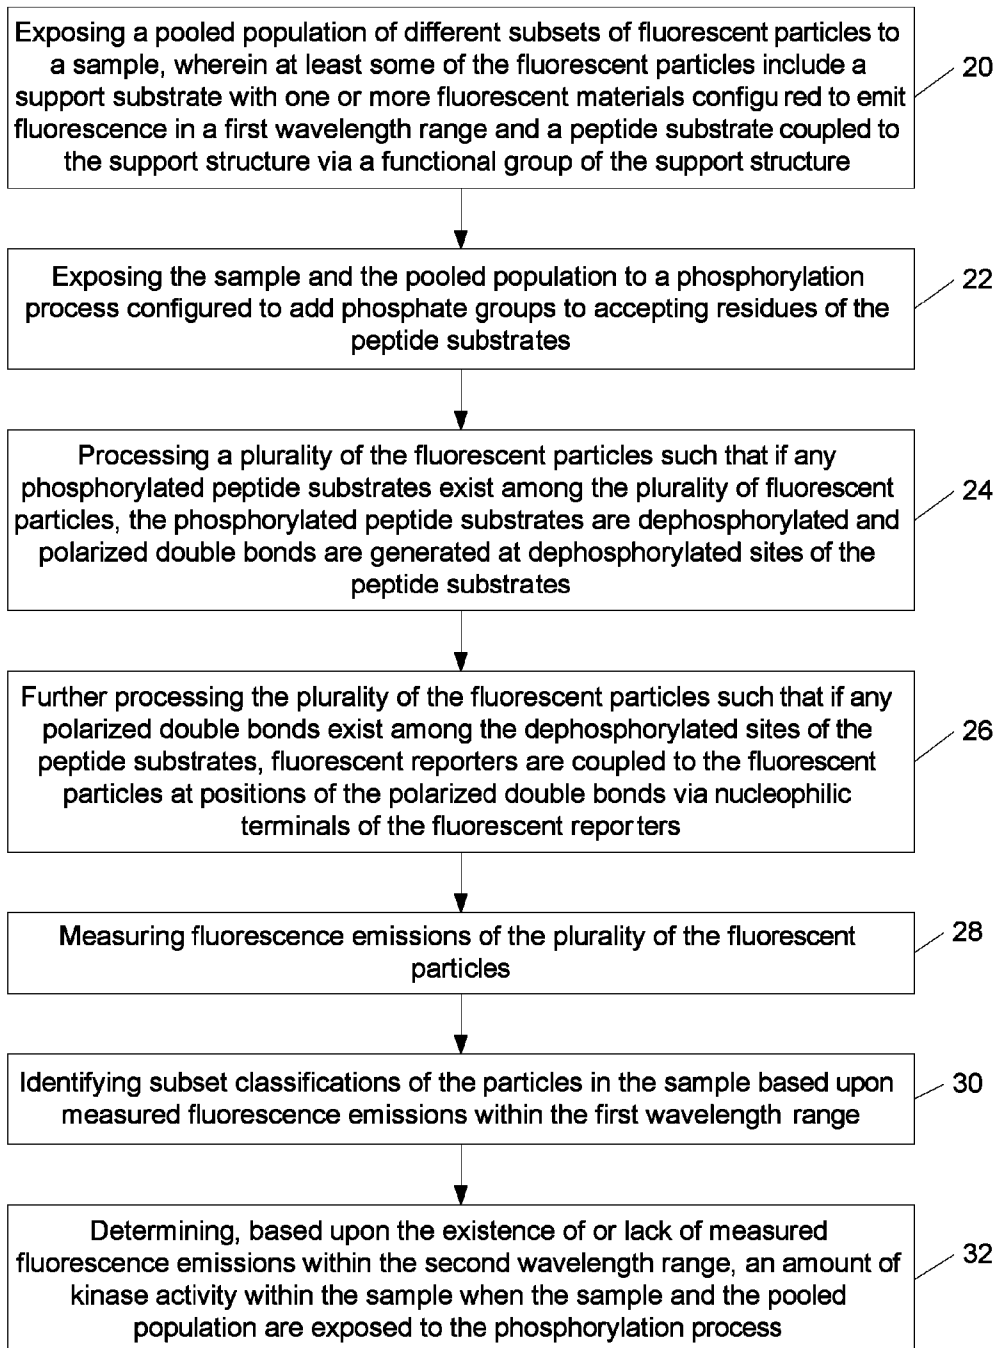 Exposing a pooled population of different subsets of fluorescent particles to
a sample, wherein at least some of the fluorescent particles include a
support substrate with one or more fluorescent materials configured to emit
fluorescence in a first wavelength range and a peptide substrate coupled to
the support structure via a functional group of the support structure
20
Exposing the sample and the pooled population to a phosphorylation
process configured to add phosphate groups to accepting residues of the
peptide substrates
22
Processing a plurality of the fluorescent particles such that if any
phosphorylated peptide substrates exist among the plurality of fluorescent
particles, the phosphorylated peptide substrates are dephosphorylated and
polarized double bonds are generated at dephosphorylated sites of the
peptide substrates
24
Further processing the plurality of the fluorescent particles such that if any
polarized double bonds exist among the dephosphorylated sites of the
peptide substrates, fluorescent reporters are coupled to the fluorescent
particles at positions of the polarized double bonds via nucleophilic
terminals of the fluorescent reporters
26
Measuring fluorescence emissions of the plurality of the fluorescent
particles
28
Identifying subset classifications of the particles in the sample based upon
measured fluorescence emissions within the first wavelength range
30
Determining, based upon the existence of or lack of measured
fluorescence emissions within the second wavelength range, an amount of
kinase activity within the sample when the sample and the pooled
population are exposed to the phosphorylation process
32